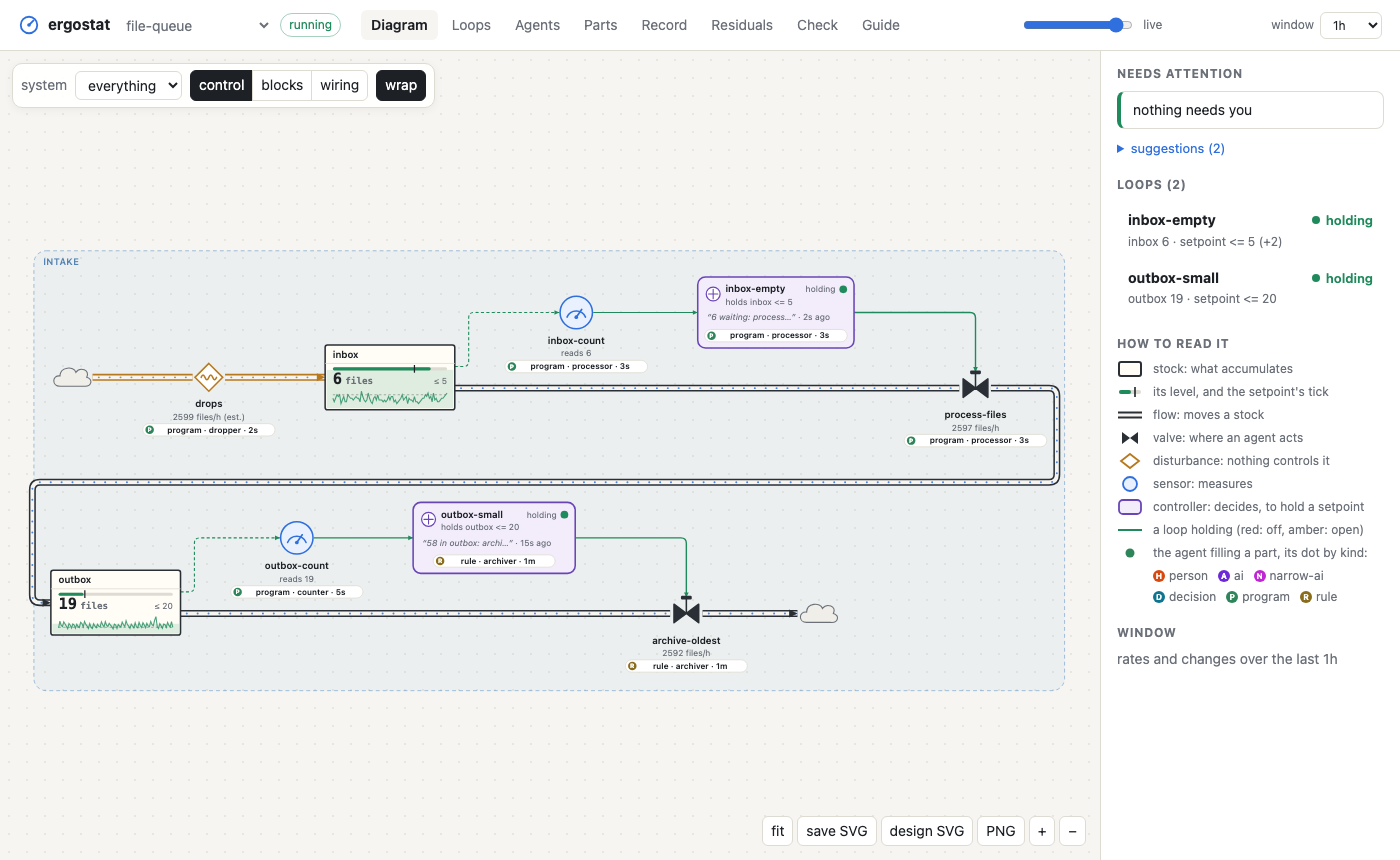 ergostat file-queue running Diagram Loops Agents Parts Record Residuals Check Guide live window 1h
system everything control blocks wiring wrap
INTAKE
drops
2599 files/h (est.)
P program · dropper · 2s
inbox
6 files ≤ 5
inbox-count
reads 6
P program · processor · 3s
inbox-empty holding
holds inbox <= 5
"6 waiting: process…" · 2s ago
P program · processor · 3s
process-files
2597 files/h
P program · processor · 3s
outbox
19 files ≤ 20
outbox-count
reads 19
P program · counter · 5s
outbox-small holding
holds outbox <= 20
"58 in outbox: archi…" · 15s ago
R rule · archiver · 1m
archive-oldest
2592 files/h
R rule · archiver · 1m
fit save SVG design SVG PNG + −
NEEDS ATTENTION
nothing needs you
suggestions (2)
LOOPS (2)
inbox-empty holding
inbox 6 · setpoint <= 5 (+2)
outbox-small holding
outbox 19 · setpoint <= 20
HOW TO READ IT
stock: what accumulates
its level, and the setpoint's tick
flow: moves a stock
valve: where an agent acts
disturbance: nothing controls it
sensor: measures
controller: decides, to hold a setpoint
a loop holding (red: off, amber: open)
the agent filling a part, its dot by kind:
H person A ai N narrow-ai
D decision P program R rule
WINDOW
rates and changes over the last 1h